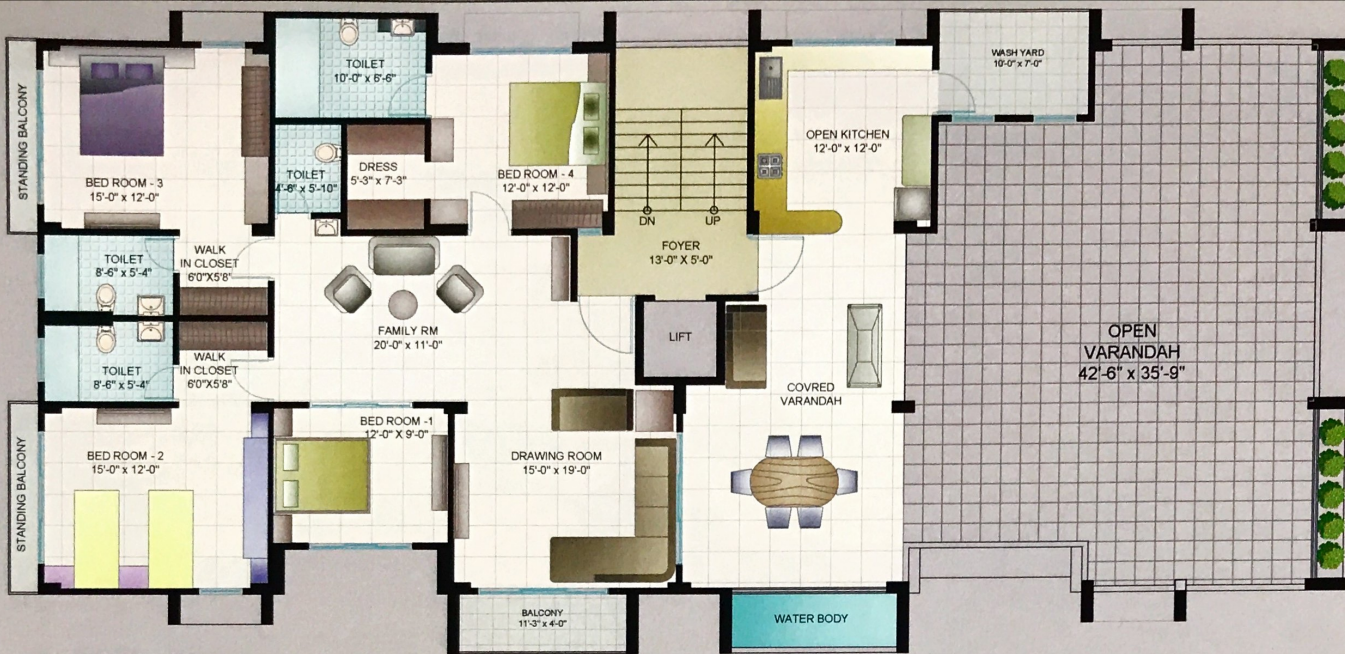 STANDING BALCONY
BED ROOM - 3
15'-0" x 12'-0"
TOILET
10'-0" x 6'-6"
TOILET
4'-6" x 5'-10"
DRESS
5'-3" x 7'-3"
BED ROOM - 4
12'-0" x 12'-0"
DN
UP
FOYER
13'-0 X 5'-0"
OPEN KITCHEN
12'-0" x 12'-0"
WASH YARD
10'-0" x 7'-0"
TOILET
8'-6" x 5'-4"
WALK
IN CLOSET
6'0"X5'8"
FAMILY RM
20'-0" x 11'-0"
LIFT
OPEN
VARANDAH
42'-6" x 35'-9"
TOILET
8'-6" x 5'-4"
WALK
IN CLOSET
6'0"X5'8"
COVRED
VARANDAH
STANDING BALCONY
BED ROOM - 2
15'-0" x 12'-0"
BED ROOM -1
12'-0" X 9'-0"
DRAWING ROOM
15'-0" x 19'-0"
BALCONY
11'-3" x 4'-0"
WATER BODY